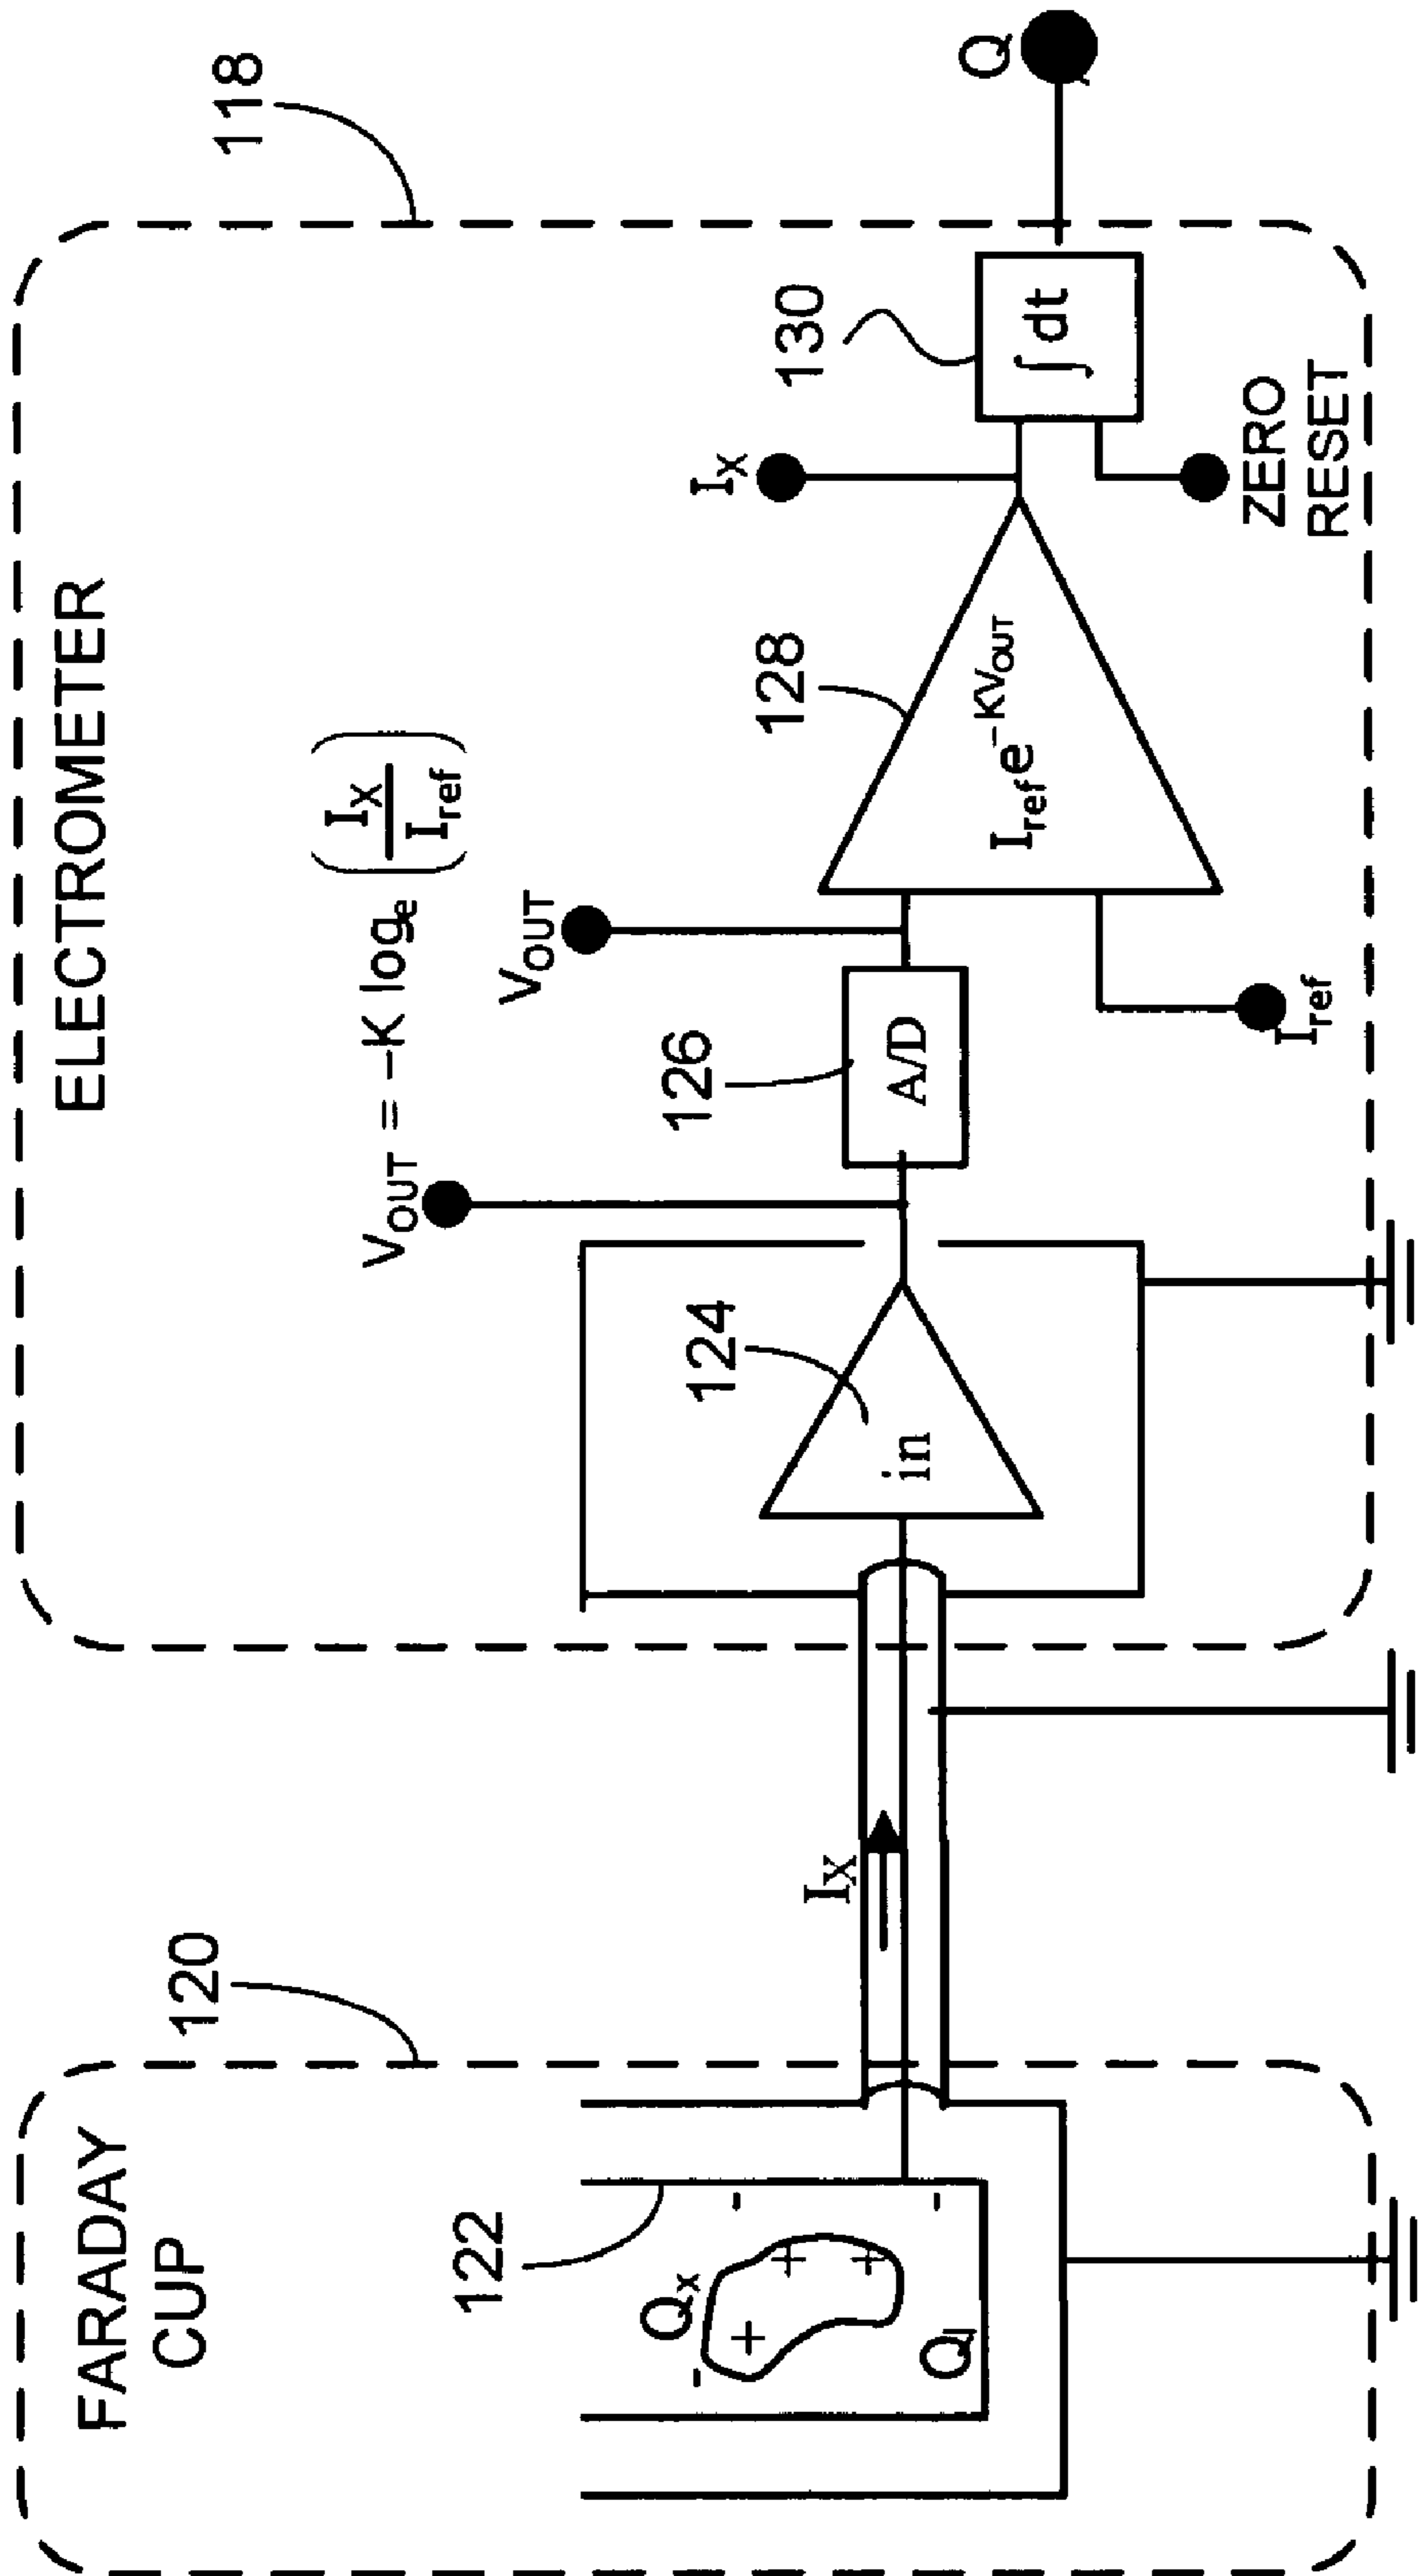 FARADAY
CUP
120
122
Qx
+
+
+
-
-
-
QI
IX
ELECTROMETER
118
VOUT = -K loge (IX/Iref)
VOUT
124
in
126
A/D
128
Iref e-KVOUT
Iref
IX
130
∫ dt
ZERO
RESET
Q